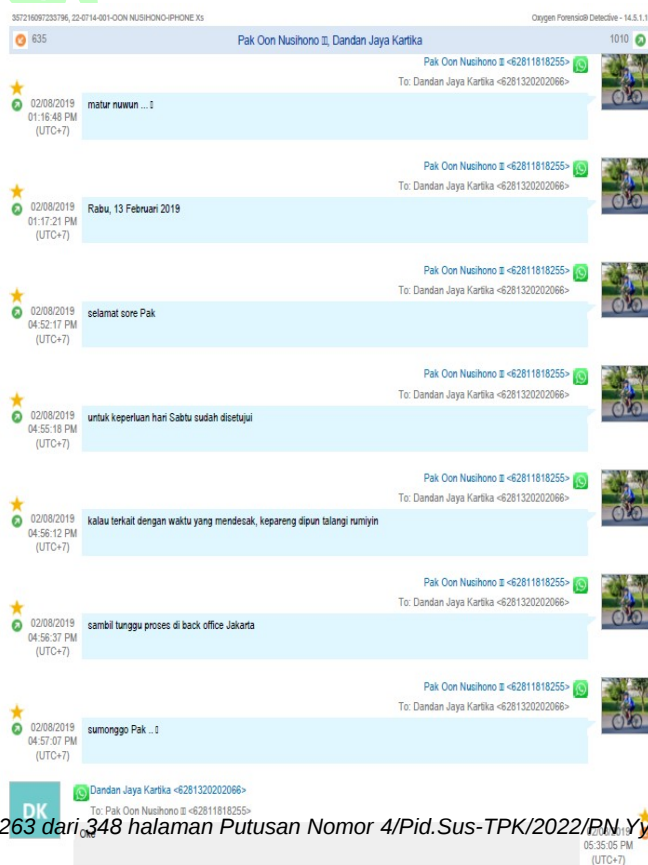 357216097233796, 22-0714-001-OON NUSIHONO-IPHONE Xs
Oxygen Forensic® Detective - 14.5.1.1
635
Pak Oon Nusihono, Dandan Jaya Kartika
1010
Pak Oon Nusihono <62811818255>
To: Dandan Jaya Kartika <6281320202066>
02/08/2019
01:16:48 PM
(UTC+7)
matur nuwun ...
Pak Oon Nusihono <62811818255>
To: Dandan Jaya Kartika <6281320202066>
02/08/2019
01:17:21 PM
(UTC+7)
Rabu, 13 Februari 2019
Pak Oon Nusihono <62811818255>
To: Dandan Jaya Kartika <6281320202066>
02/08/2019
04:52:17 PM
(UTC+7)
selamat sore Pak
Pak Oon Nusihono <62811818255>
To: Dandan Jaya Kartika <6281320202066>
02/08/2019
04:55:18 PM
(UTC+7)
untuk keperluan hari Sabtu sudah disetujui
Pak Oon Nusihono <62811818255>
To: Dandan Jaya Kartika <6281320202066>
02/08/2019
04:56:12 PM
(UTC+7)
kalau terkait dengan waktu yang mendesak, kepareng dipun talangi rumiyin
Pak Oon Nusihono <62811818255>
To: Dandan Jaya Kartika <6281320202066>
02/08/2019
04:56:37 PM
(UTC+7)
sambil tunggu proses di back office Jakarta
Pak Oon Nusihono <62811818255>
To: Dandan Jaya Kartika <6281320202066>
02/08/2019
04:57:07 PM
(UTC+7)
sumonggo Pak ..
DK
Dandan Jaya Kartika <6281320202066>
To: Pak Oon Nusihono <62811818255>
263 dari 348 halaman Putusan Nomor 4/Pid.Sus-TPK/2022/PN Yy
05:35:05 PM
(UTC+7)